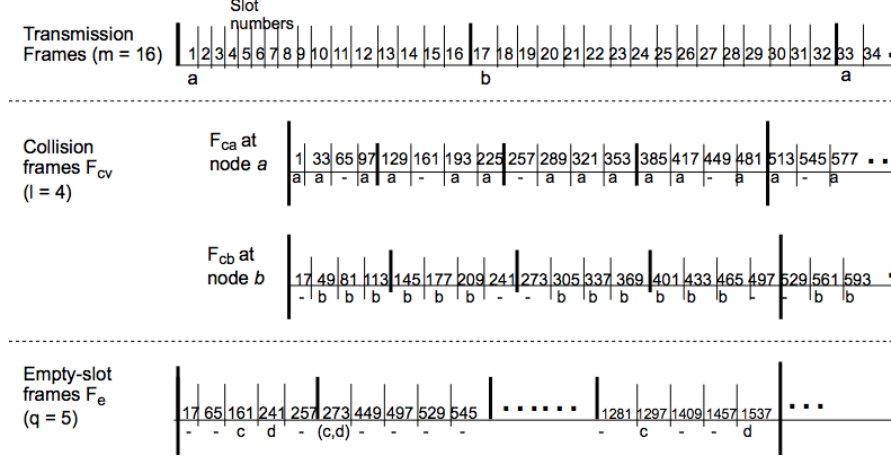 Slot
numbers
Transmission
Frames (m = 16)
1 2 3 4 5 6 7 8 9 10 11 12 13 14 15 16 17 18 19 20 21 22 23 24 25 26 27 28 29 30 31 32 33 34
a b a
Collision
frames Fcv
(l = 4)
Fca at
node a
1 33 65 97 129 161 193 225 257 289 321 353 385 417 449 481 513 545 577 ...
a a - a a - a a - a a a a a - a a - a
Fcb at
node b
17 49 81 113 145 177 209 241 273 305 337 369 401 433 465 497 529 561 593
- b b b b b b - - b b b b b b - - b b
Empty-slot
frames Fe
(q = 5)
17 65 161 241 257 273 449 497 529 545 ...... 1281 1297 1409 1457 1537 ...
- - c d - (c,d) - - - - - c - - d